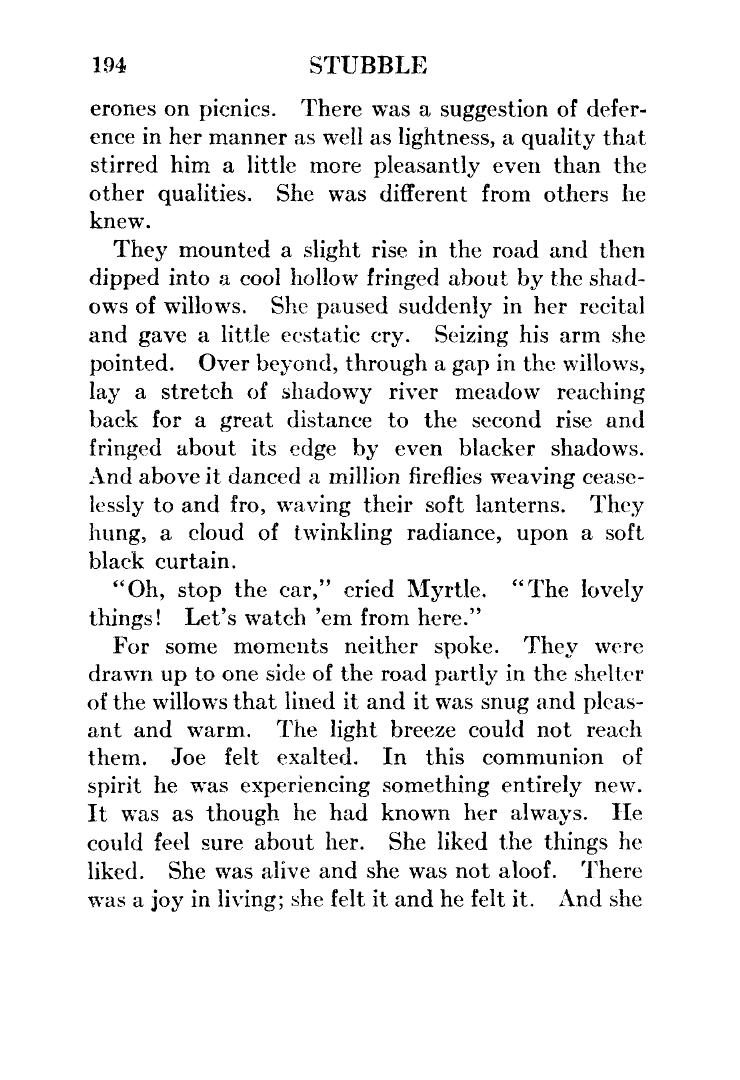 194 STUBBLE
erones on picnics. There was a suggestion of defer-
ence in her manner as well as lightness, a quality that
stirred him a little more pleasantly even than the
other qualities. She was different from others he
knew.
They mounted a slight rise in the road and then
dipped into a cool hollow fringed about by the shad-
ows of willows. She paused suddenly in her recital
and gave a little ecstatic cry. Seizing his arm she
pointed. Over beyond, through a gap in the willows,
lay a stretch of shadowy river meadow reaching
back for a great distance to the second rise and
fringed about its edge by even blacker shadows.
And above it danced a million fireflies weaving cease-
lessly to and fro, waving their soft lanterns. They
hung, a cloud of twinkling radiance, upon a soft
black curtain.
“Oh, stop the car,” cried Myrtle. “The lovely
things! Let's watch 'em from here.”
For some moments neither spoke. They were
drawn up to one side of the road partly in the shelter
of the willows that lined it and it was snug and pleas-
ant and warm. The light breeze could not reach
them. Joe felt exalted. In this communion of
spirit he was experiencing something entirely new.
It was as though he had known her always. He
could feel sure about her. She liked the things he
liked. She was alive and she was not aloof. There
was a joy in living; she felt it and he felt it. And she